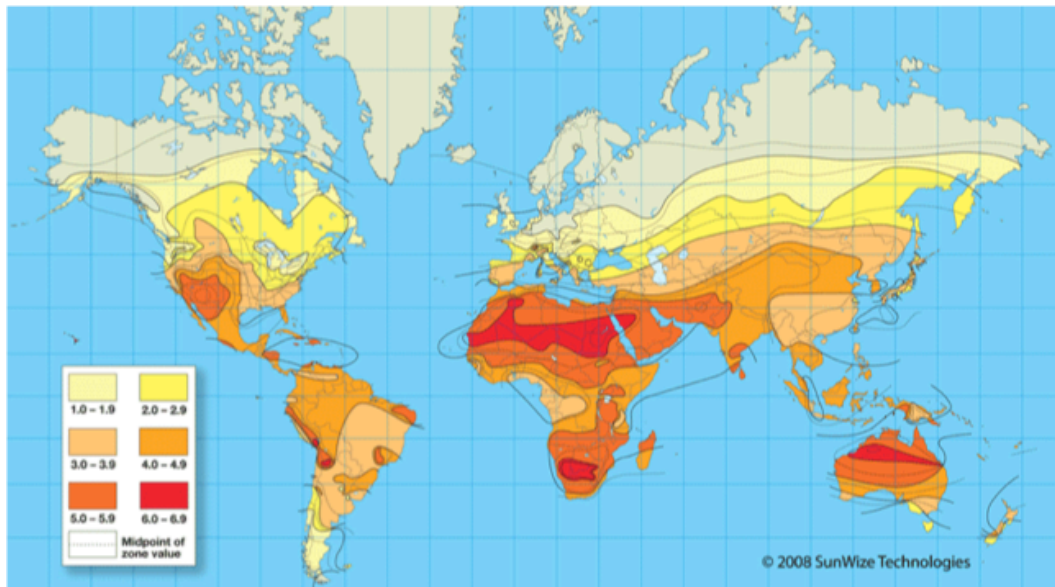 1.0 – 1.9 2.0 – 2.9
3.0 – 3.9 4.0 – 4.9
5.0 – 5.9 6.0 – 6.9
Midpoint of
zone value
© 2008 SunWize Technologies